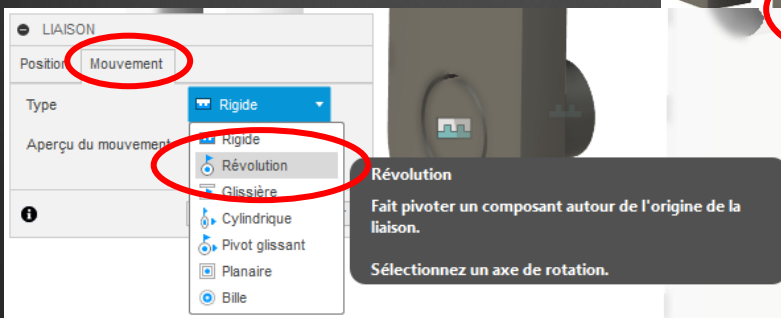 LIAISON
Position Mouvement
Type Rigide
Aperçu du mouvement
Rigide
Révolution
Glissière
Cylindrique
Pivot glissant
Planaire
Bille
Révolution
Fait pivoter un composant autour de l'origine de la
liaison.
Sélectionnez un axe de rotation.